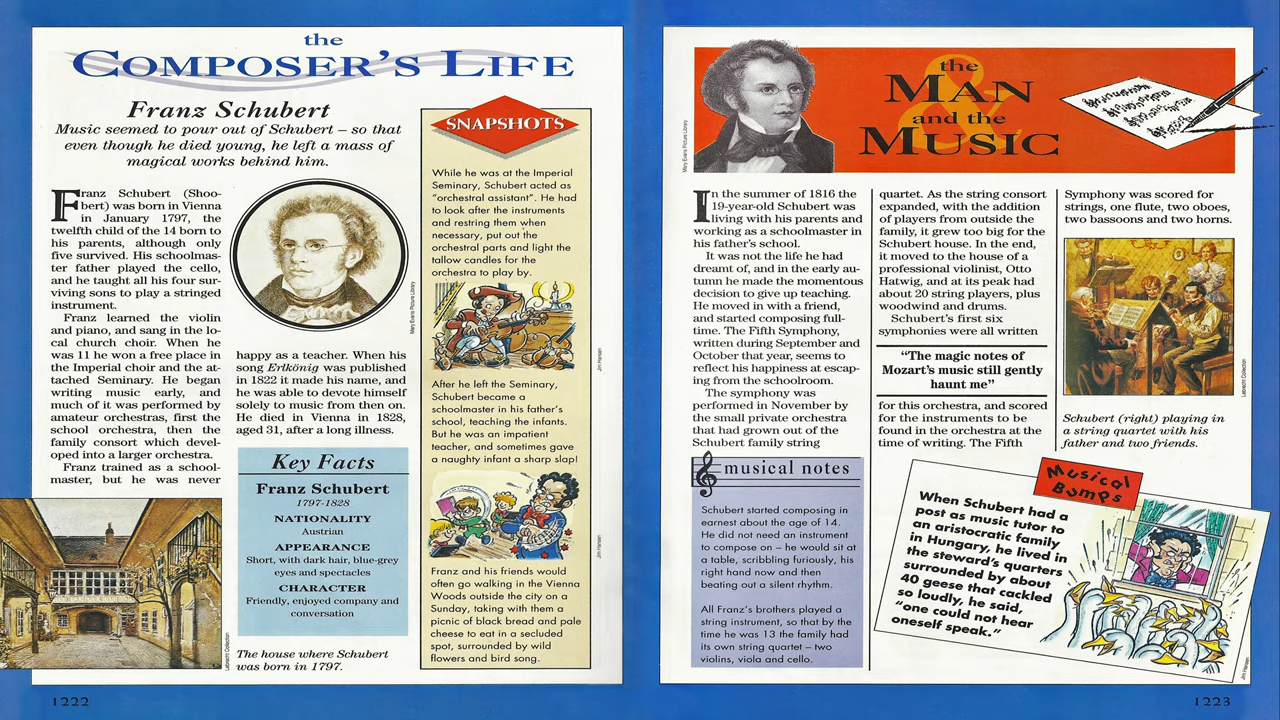 the
COMPOSER'S LIFE
Franz Schubert
Music seemed to pour out of Schubert – so that
even though he died young, he left a mass of
magical works behind him.
Franz Schubert (Shoo-
bert) was born in Vienna
in January 1797, the
twelfth child of the 14 born to
his parents, although only
five survived. His schoolmas-
ter father played the cello,
and he taught all his four sur-
viving sons to play a stringed
instrument.
Franz learned the violin
and piano, and sang in the lo-
cal church choir. When he
was 11 he won a free place in
the Imperial choir and the at-
tached Seminary. He began
writing music early, and
much of it was performed by
amateur orchestras, first the
school orchestra, then the
family consort which devel-
oped into a larger orchestra.
Franz trained as a school-
master, but he was never
Mary Evans Picture Library
happy as a teacher. When his
song Erlkönig was published
in 1822 it made his name, and
he was able to devote himself
solely to music from then on.
He died in Vienna in 1828,
aged 31, after a long illness.
Key Facts
Franz Schubert
1797-1828
NATIONALITY
Austrian
APPEARANCE
Short, with dark hair, blue-grey
eyes and spectacles
CHARACTER
Friendly, enjoyed company and
conversation
Lebrecht Collection
The house where Schubert
was born in 1797.
SNAPSHOTS
While he was at the Imperial
Seminary, Schubert acted as
"orchestral assistant". He had
to look after the instruments
and restring them when
necessary, put out the
orchestral parts and light the
tallow candles for the
orchestra to play by.
Jim Hansen
After he left the Seminary,
Schubert became a
schoolmaster in his father's
school, teaching the infants.
But he was an impatient
teacher, and sometimes gave
a naughty infant a sharp slap!
Jim Hansen
Franz and his friends would
often go walking in the Vienna
Woods outside the city on a
Sunday, taking with them a
picnic of black bread and pale
cheese to eat in a secluded
spot, surrounded by wild
flowers and bird song.
1222
Mary Evans Picture Library
&
the
MAN
and the
MUSIC
In the summer of 1816 the
19-year-old Schubert was
living with his parents and
working as a schoolmaster in
his father's school.
It was not the life he had
dreamt of, and in the early au-
tumn he made the momentous
decision to give up teaching.
He moved in with a friend,
and started composing full-
time. The Fifth Symphony,
written during September and
October that year, seems to
reflect his happiness at escap-
ing from the schoolroom.
The symphony was
performed in November by
the small private orchestra
that had grown out of the
Schubert family string
musical notes
Schubert started composing in
earnest about the age of 14.
He did not need an instrument
to compose on – he would sit at
a table, scribbling furiously, his
right hand now and then
beating out a silent rhythm.
All Franz's brothers played a
string instrument, so that by the
time he was 13 the family had
its own string quartet – two
violins, viola and cello.
quartet. As the string consort
expanded, with the addition
of players from outside the
family, it grew too big for the
Schubert house. In the end,
it moved to the house of a
professional violinist, Otto
Hatwig, and at its peak had
about 20 string players, plus
woodwind and drums.
Schubert's first six
symphonies were all written
"The magic notes of
Mozart's music still gently
haunt me"
for this orchestra, and scored
for the instruments to be
found in the orchestra at the
time of writing. The Fifth
Symphony was scored for
strings, one flute, two oboes,
two bassoons and two horns.
Lebrecht Collection
Schubert (right) playing in
a string quartet with his
father and two friends.
Musical
Bumps
When Schubert had a
post as music tutor to
an aristocratic family
in Hungary, he lived in
the steward's quarters
surrounded by about
40 geese that cackled
so loudly, he said,
"one could not hear
oneself speak."
Jim Hansen
1223